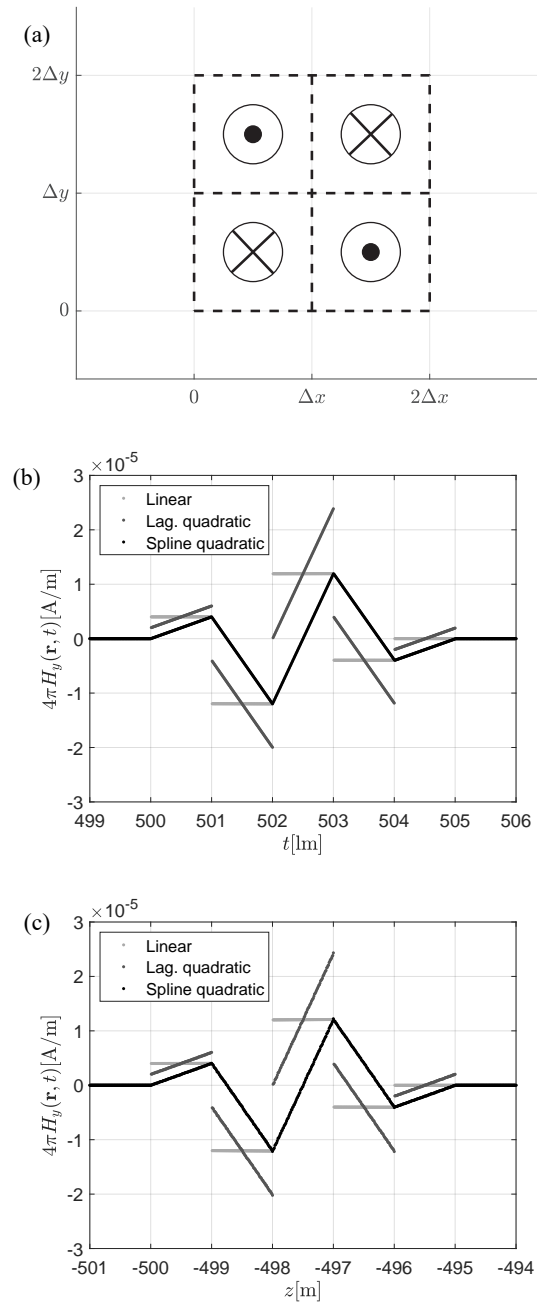 (a)
2Δy
Δy
0
0 Δx 2Δx
(b)
×10⁻⁵
3
2
1
0
-1
-2
-3
4πH_y(r, t)[A/m]
Linear
Lag. quadratic
Spline quadratic
499 500 501 502 503 504 505 506
t[lm]
(c)
×10⁻⁵
3
2
1
0
-1
-2
-3
4πH_y(r, t)[A/m]
Linear
Lag. quadratic
Spline quadratic
-501 -500 -499 -498 -497 -496 -495 -494
z[m]